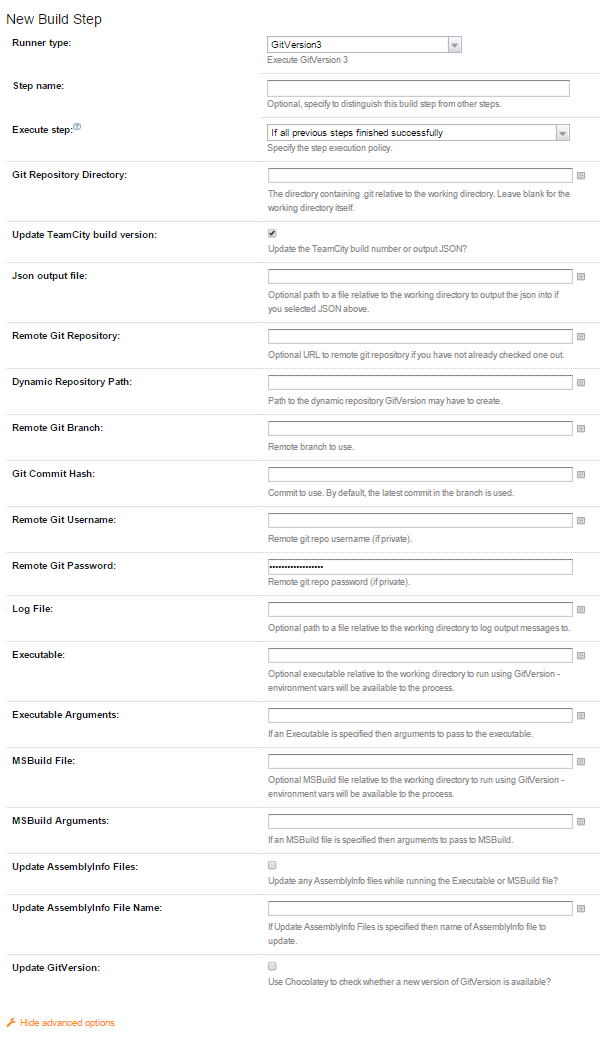 New Build Step
Runner type:
GitVersion3
Execute GitVersion 3
Step name:
Optional, specify to distinguish this build step from other steps.
Execute step:
If all previous steps finished successfully
Specify the step execution policy.
Git Repository Directory:
The directory containing .git relative to the working directory. Leave blank for the
working directory itself.
Update TeamCity build version:
Update the TeamCity build number or output JSON?
Json output file:
Optional path to a file relative to the working directory to output the json into if
you selected JSON above.
Remote Git Repository:
Optional URL to remote git repository if you have not already checked one out.
Dynamic Repository Path:
Path to the dynamic repository GitVersion may have to create.
Remote Git Branch:
Remote branch to use.
Git Commit Hash:
Commit to use. By default, the latest commit in the branch is used.
Remote Git Username:
Remote git repo username (if private).
Remote Git Password:
••••••••••••••••••
Remote git repo password (if private).
Log File:
Optional path to a file relative to the working directory to log output messages to.
Executable:
Optional executable relative to the working directory to run using GitVersion -
environment vars will be available to the process.
Executable Arguments:
If an Executable is specified then arguments to pass to the executable.
MSBuild File:
Optional MSBuild file relative to the working directory to run using GitVersion -
environment vars will be available to the process.
MSBuild Arguments:
If an MSBuild file is specified then arguments to pass to MSBuild.
Update AssemblyInfo Files:
Update any AssemblyInfo files while running the Executable or MSBuild file?
Update AssemblyInfo File Name:
If Update AssemblyInfo Files is specified then name of AssemblyInfo file to
update.
Update GitVersion:
Use Chocolatey to check whether a new version of GitVersion is available?
Hide advanced options